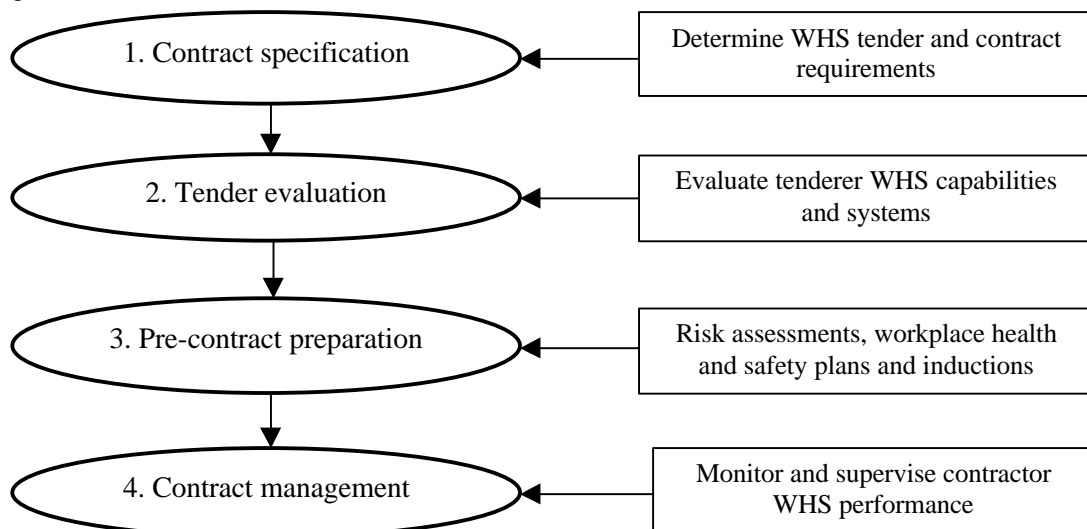 1. Contract specification
Determine WHS tender and contract
requirements
2. Tender evaluation
Evaluate tenderer WHS capabilities
and systems
3. Pre-contract preparation
Risk assessments, workplace health
and safety plans and inductions
4. Contract management
Monitor and supervise contractor
WHS performance